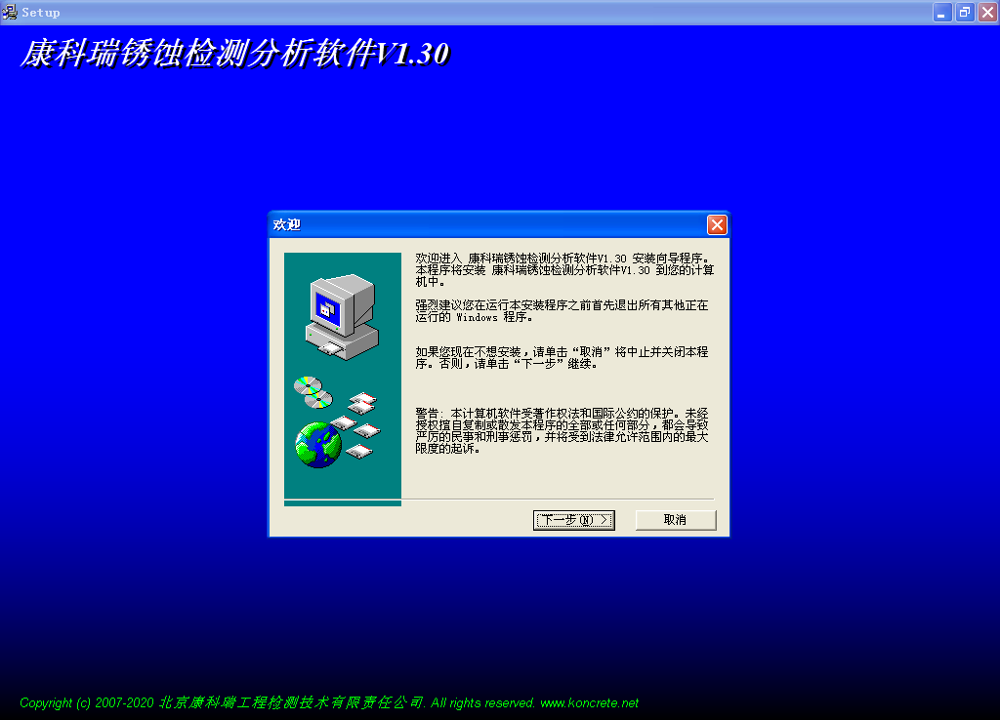 Setup
康科瑞锈蚀检测分析软件V1.30
欢迎
欢迎进入 康科瑞锈蚀检测分析软件V1.30 安装向导程序。
本程序将安装 康科瑞锈蚀检测分析软件V1.30 到您的计算
机中。
强烈建议您在运行本安装程序之前首先退出所有其他正在
运行的 Windows 程序。
如果您现在不想安装，请单击“取消”将中止并关闭本程
序。否则，请单击“下一步”继续。
警告: 本计算机软件受著作权法和国际公约的保护。未经
授权擅自复制或散发本程序的全部或任何部分，都会导致
严厉的民事和刑事惩罚，并将受到法律允许范围内的最大
限度的起诉。
下一步(N) >
取消
Copyright (c) 2007-2020 北京康科瑞工程检测技术有限责任公司. All rights reserved. www.koncrete.net